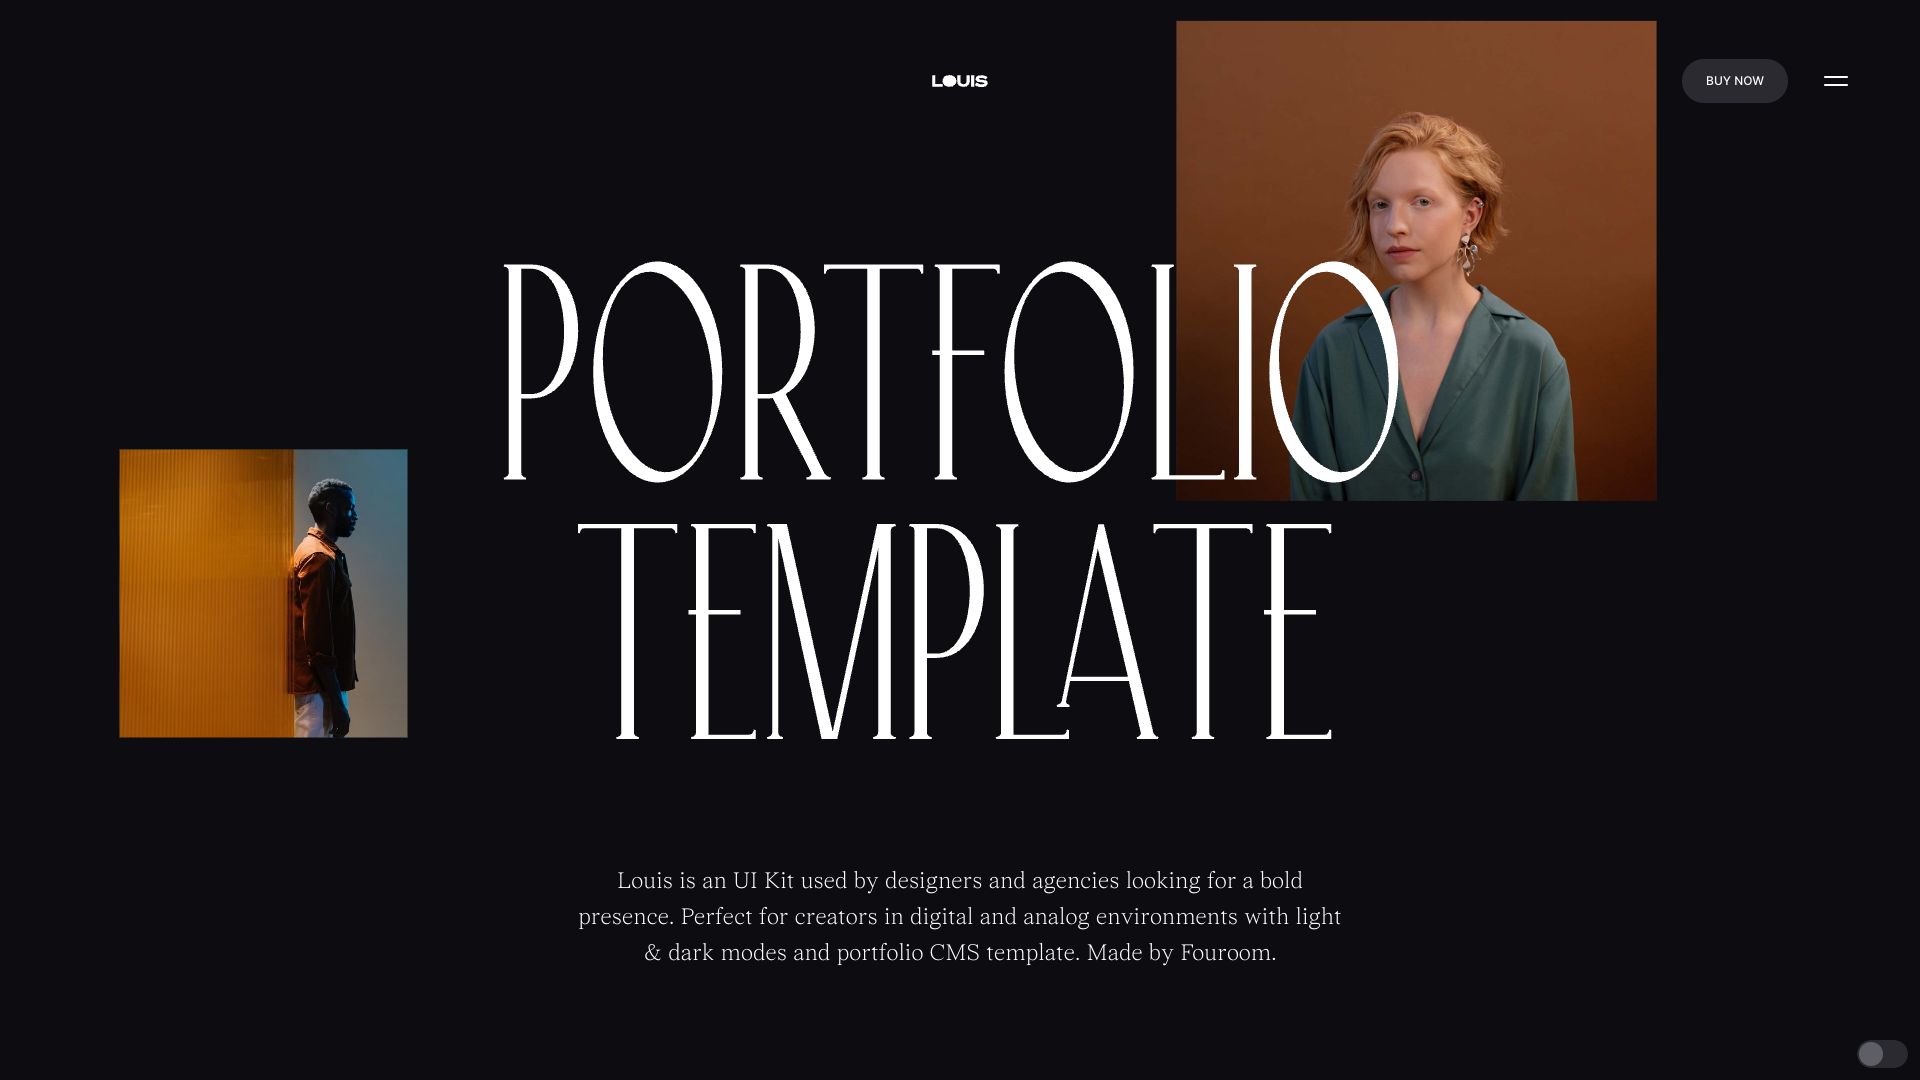 LOUIS
BUY NOW
PORTFOLIO
TEMPLATE
Louis is an UI Kit used by designers and agencies looking for a bold
presence. Perfect for creators in digital and analog environments with light
& dark modes and portfolio CMS template. Made by Fouroom.